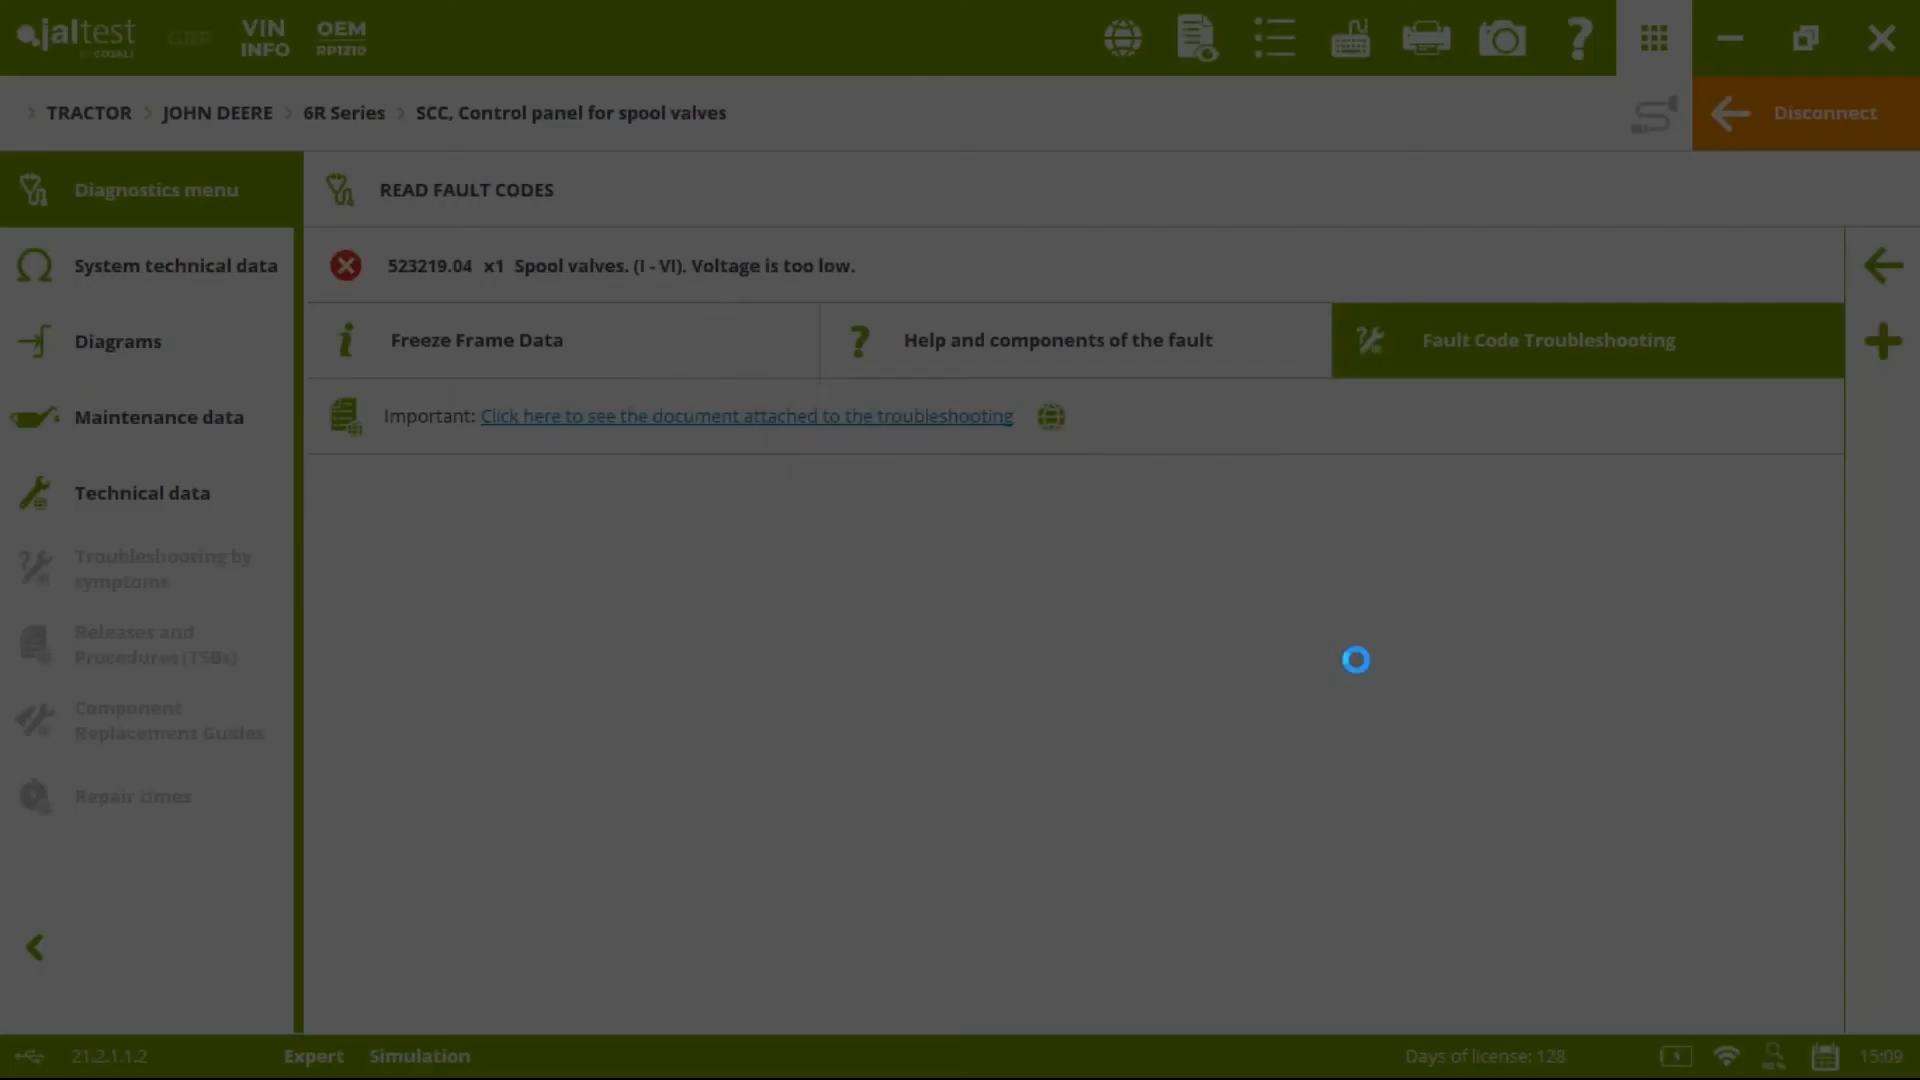 jaltest
BY COJALI
VIN
INFO
OEM
RP1210
TRACTOR > JOHN DEERE > 6R Series > SCC, Control panel for spool valves
Disconnect
Diagnostics menu
READ FAULT CODES
System technical data
523219.04 x1 Spool valves. (I - VI). Voltage is too low.
Diagrams
Freeze Frame Data
Help and components of the fault
Fault Code Troubleshooting
Maintenance data
Important: Click here to see the document attached to the troubleshooting
Technical data
Troubleshooting by
symptoms
Releases and
Procedures (TSBs)
Component
Replacement Guides
Repair times
21.2.1.1.2
Expert
Simulation
Days of license: 128
15:09